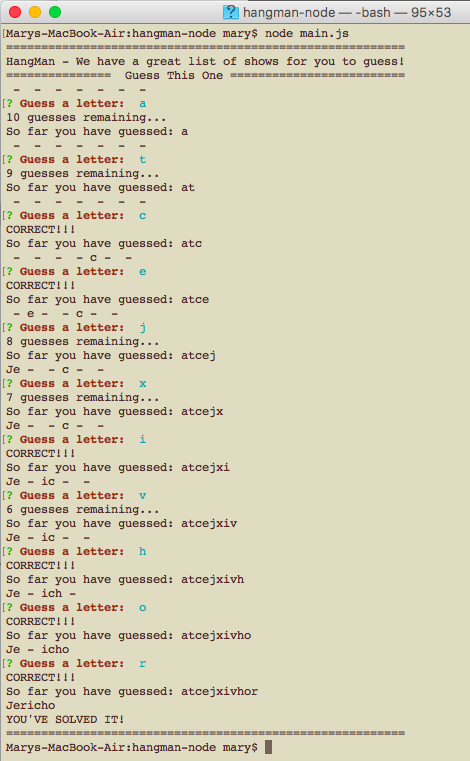 hangman-node — -bash — 95×53
[Marys-MacBook-Air:hangman-node mary$ node main.js
=========================================================
HangMan - We have a great list of shows for you to guess!
===============  Guess This One =========================
 -  -  -  -  -  -  -
[? Guess a letter:  a
10 guesses remaining...
So far you have guessed: a
 -  -  -  -  -  -  -
[? Guess a letter:  t
9 guesses remaining...
So far you have guessed: at
 -  -  -  -  -  -  -
[? Guess a letter:  c
CORRECT!!!
So far you have guessed: atc
 -  -  -  - c -  -
[? Guess a letter:  e
CORRECT!!!
So far you have guessed: atce
 - e -  - c -  -
[? Guess a letter:  j
8 guesses remaining...
So far you have guessed: atcej
Je -  - c -  -
[? Guess a letter:  x
7 guesses remaining...
So far you have guessed: atcejx
Je -  - c -  -
[? Guess a letter:  i
CORRECT!!!
So far you have guessed: atcejxi
Je - ic -  -
[? Guess a letter:  v
6 guesses remaining...
So far you have guessed: atcejxiv
Je - ic -  -
[? Guess a letter:  h
CORRECT!!!
So far you have guessed: atcejxivh
Je - ich -
[? Guess a letter:  o
CORRECT!!!
So far you have guessed: atcejxivho
Je - icho
[? Guess a letter:  r
CORRECT!!!
So far you have guessed: atcejxivhor
Jericho
YOU'VE SOLVED IT!
=========================================================
Marys-MacBook-Air:hangman-node mary$